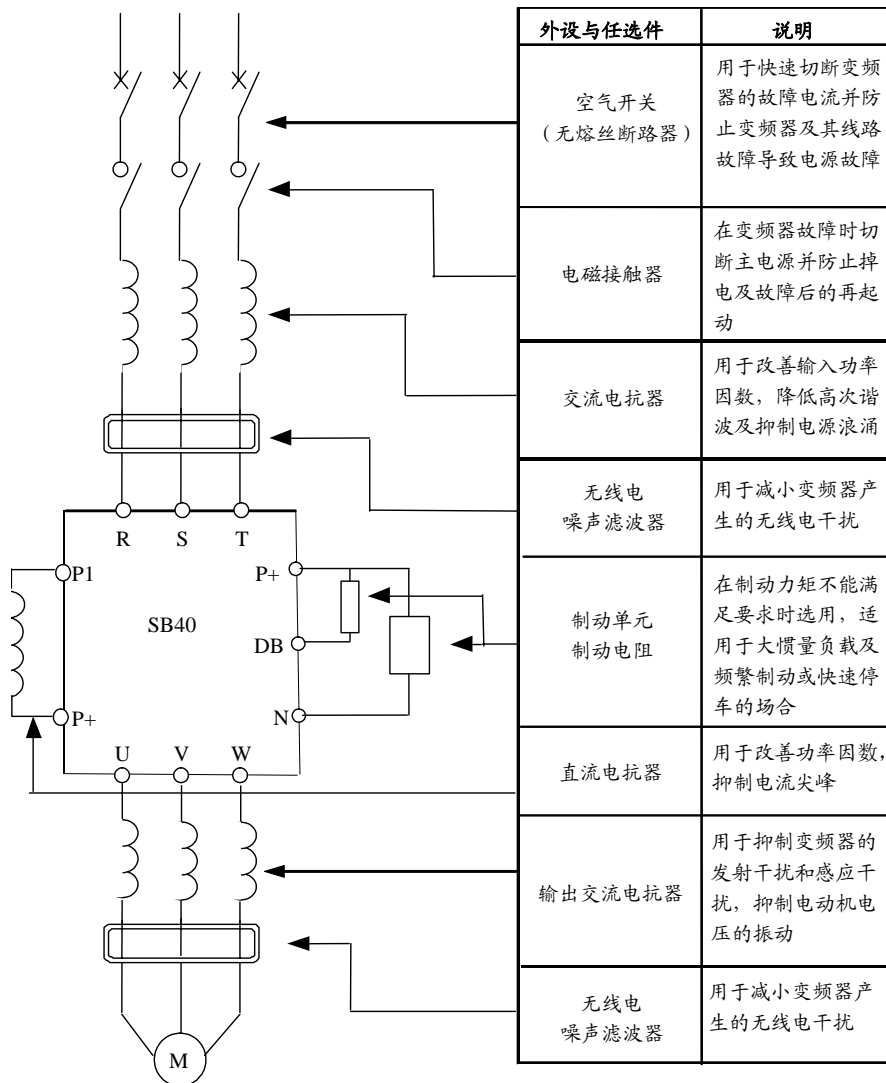 外设与任选件
说明
空气开关
（无熔丝断路器）
用于快速切断变频
器的故障电流并防
止变频器及其线路
故障导致电源故障
电磁接触器
在变频器故障时切
断主电源并防止掉
电及故障后的再起
动
交流电抗器
用于改善输入功率
因数，降低高次谐
波及抑制电源浪涌
无线电
噪声滤波器
用于减小变频器产
生的无线电干扰
制动单元
制动电阻
在制动力矩不能满
足要求时选用，适
用于大惯量负载及
频繁制动或快速停
车的场合
直流电抗器
用于改善功率因数，
抑制电流尖峰
输出交流电抗器
用于抑制变频器的
发射干扰和感应干
扰，抑制电动机电
压的振动
无线电
噪声滤波器
用于减小变频器产
生的无线电干扰
R S T
P1
P+
SB40
DB
P+
N
U V W
M